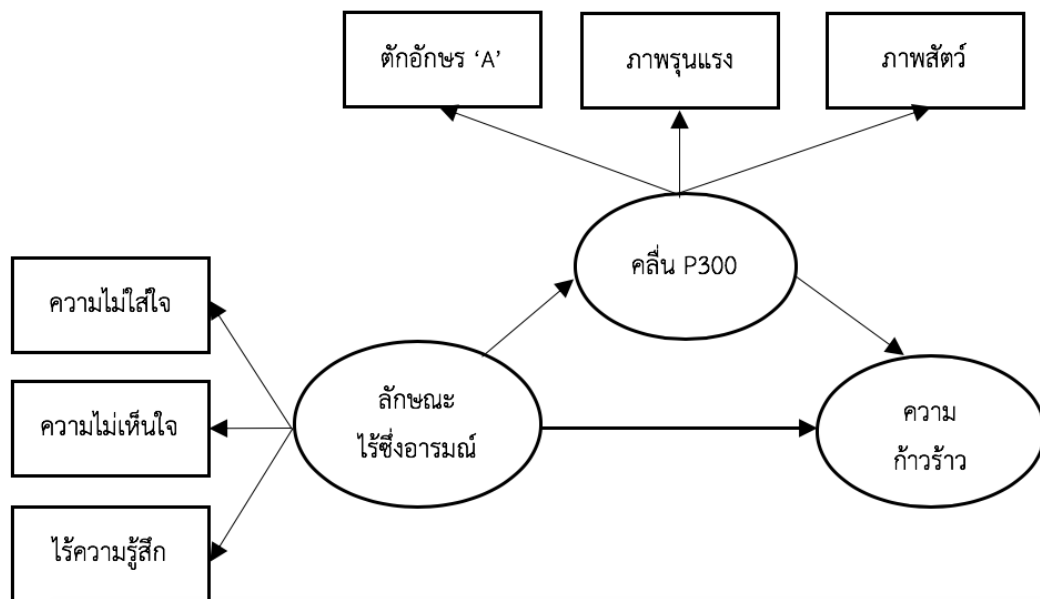 ตักอักษร ‘A’
ภาพรุนแรง
ภาพสัตว์
คลื่น P300
ความไม่ใส่ใจ
ความไม่เห็นใจ
ไร้ความรู้สึก
ลักษณะ
ไร้ซึ่งอารมณ์
ความ
ก้าวร้าว